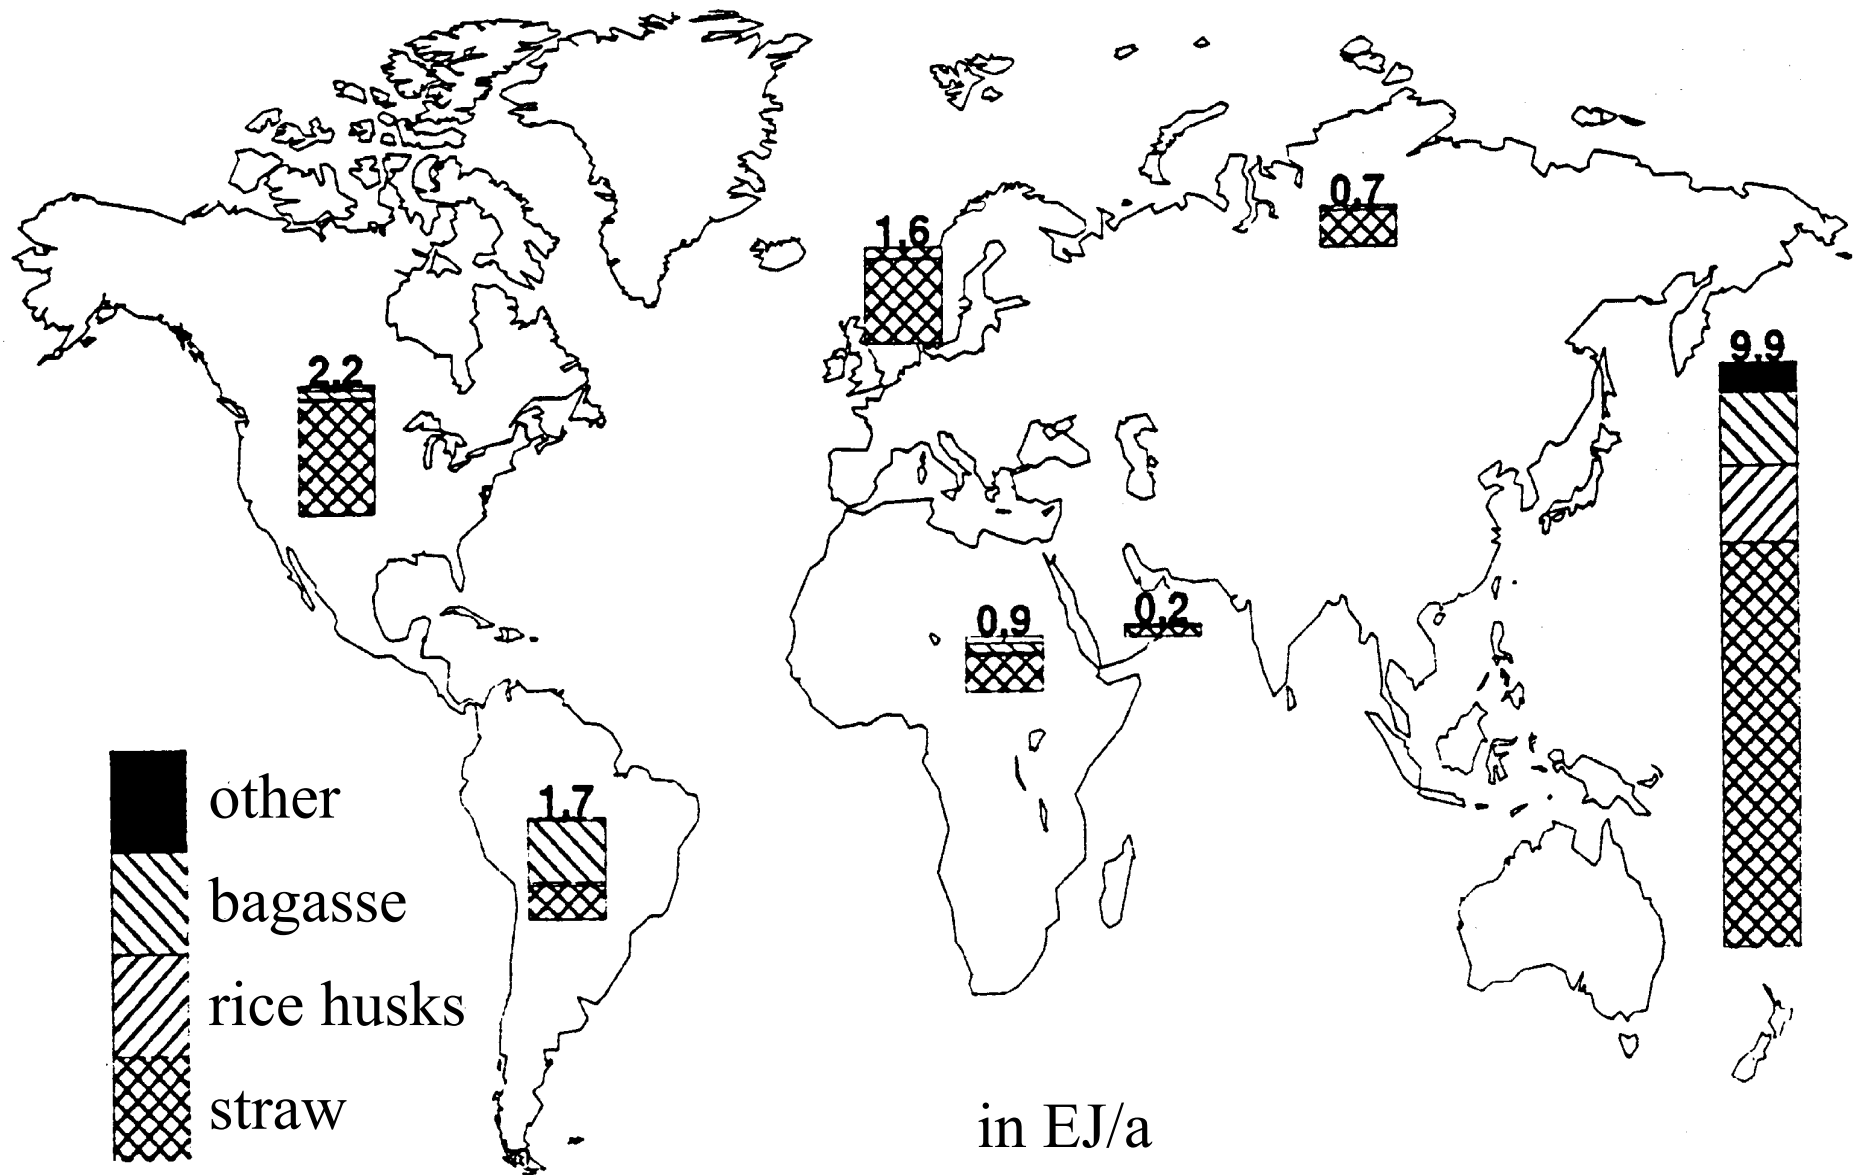 0.7
1.6
9.9
2.2
0.9
0.2
1.7
other
bagasse
rice husks
straw
in EJ/a